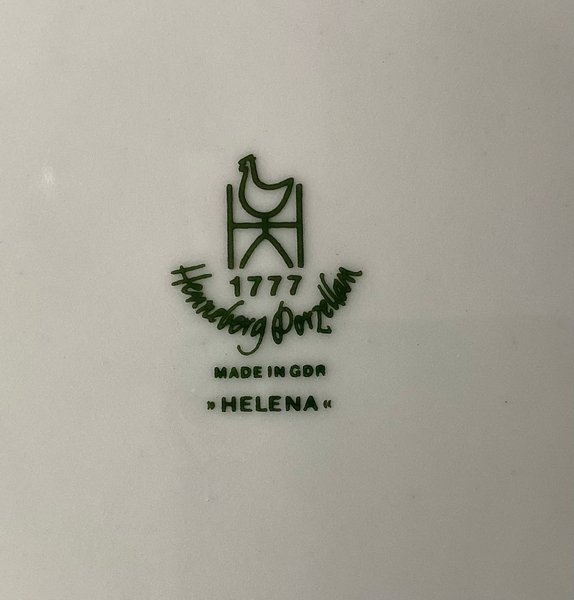 1777
Henneberg Porzellan
MADE IN GDR
» HELENA «